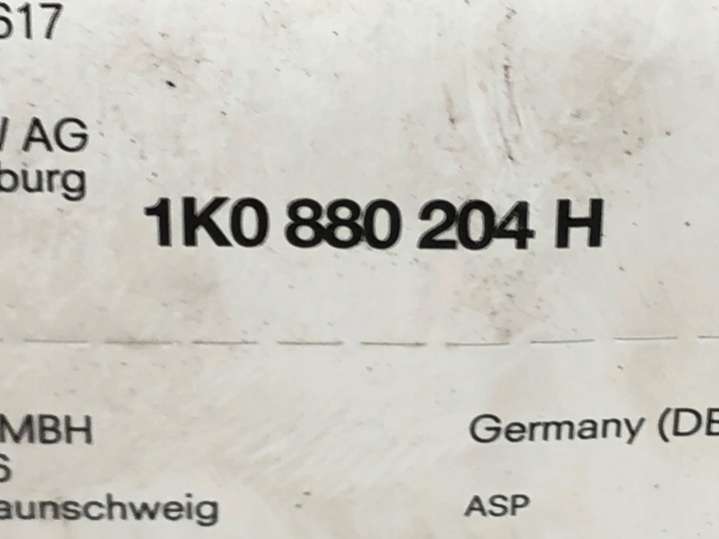 617
AG
burg
1K0 880 204 H
MBH
Germany (DE
6
aunschweig
ASP